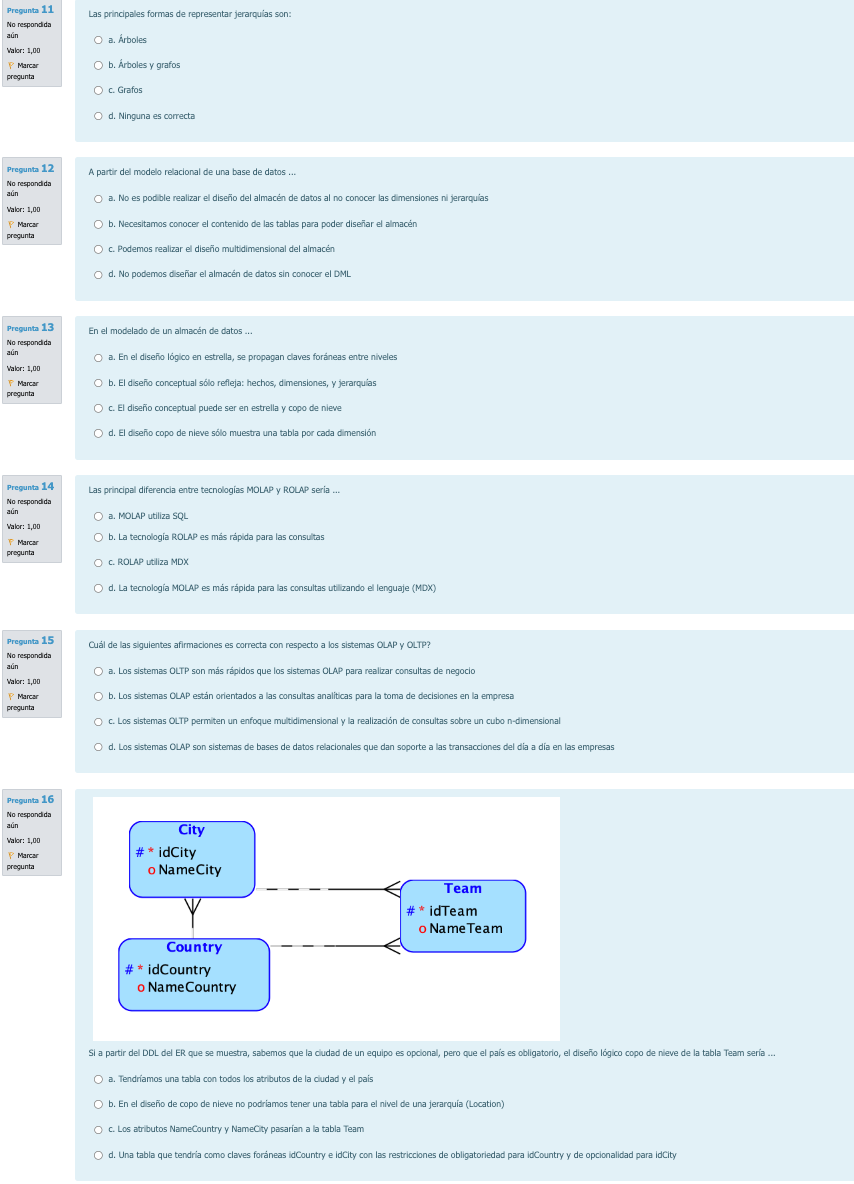 Pregunta 11
No respondida
aún
Valor: 1,00
Marcar
pregunta
Las principales formas de representar jerarquías son:
a. Árboles
b. Árboles y grafos
c. Grafos
d. Ninguna es correcta
Pregunta 12
No respondida
aún
Valor: 1,00
Marcar
pregunta
A partir del modelo relacional de una base de datos ...
a. No es podible realizar el diseño del almacén de datos al no conocer las dimensiones ni jerarquías
b. Necesitamos conocer el contenido de las tablas para poder diseñar el almacén
c. Podemos realizar el diseño multidimensional del almacén
d. No podemos diseñar el almacén de datos sin conocer el DML
Pregunta 13
No respondida
aún
Valor: 1,00
Marcar
pregunta
En el modelado de un almacén de datos ...
a. En el diseño lógico en estrella, se propagan claves foráneas entre niveles
b. El diseño conceptual sólo refleja: hechos, dimensiones, y jerarquías
c. El diseño conceptual puede ser en estrella y copo de nieve
d. El diseño copo de nieve sólo muestra una tabla por cada dimensión
Pregunta 14
No respondida
aún
Valor: 1,00
Marcar
pregunta
Las principal diferencia entre tecnologías MOLAP y ROLAP sería ...
a. MOLAP utiliza SQL
b. La tecnología ROLAP es más rápida para las consultas
c. ROLAP utiliza MDX
d. La tecnología MOLAP es más rápida para las consultas utilizando el lenguaje (MDX)
Pregunta 15
No respondida
aún
Valor: 1,00
Marcar
pregunta
Cuál de las siguientes afirmaciones es correcta con respecto a los sistemas OLAP y OLTP?
a. Los sistemas OLTP son más rápidos que los sistemas OLAP para realizar consultas de negocio
b. Los sistemas OLAP están orientados a las consultas analíticas para la toma de decisiones en la empresa
c. Los sistemas OLTP permiten un enfoque multidimensional y la realización de consultas sobre un cubo n-dimensional
d. Los sistemas OLAP son sistemas de bases de datos relacionales que dan soporte a las transacciones del día a día en las empresas
Pregunta 16
No respondida
aún
Valor: 1,00
Marcar
pregunta
City
# * idCity
o NameCity
Team
# * idTeam
o NameTeam
Country
# * idCountry
o NameCountry
Si a partir del DDL del ER que se muestra, sabemos que la ciudad de un equipo es opcional, pero que el país es obligatorio, el diseño lógico copo de nieve de la tabla Team sería ...
a. Tendríamos una tabla con todos los atributos de la ciudad y el país
b. En el diseño de copo de nieve no podríamos tener una tabla para el nivel de una jerarquía (Location)
c. Los atributos NameCountry y NameCity pasarían a la tabla Team
d. Una tabla que tendría como claves foráneas idCountry e idCity con las restricciones de obligatoriedad para idCountry y de opcionalidad para idCity